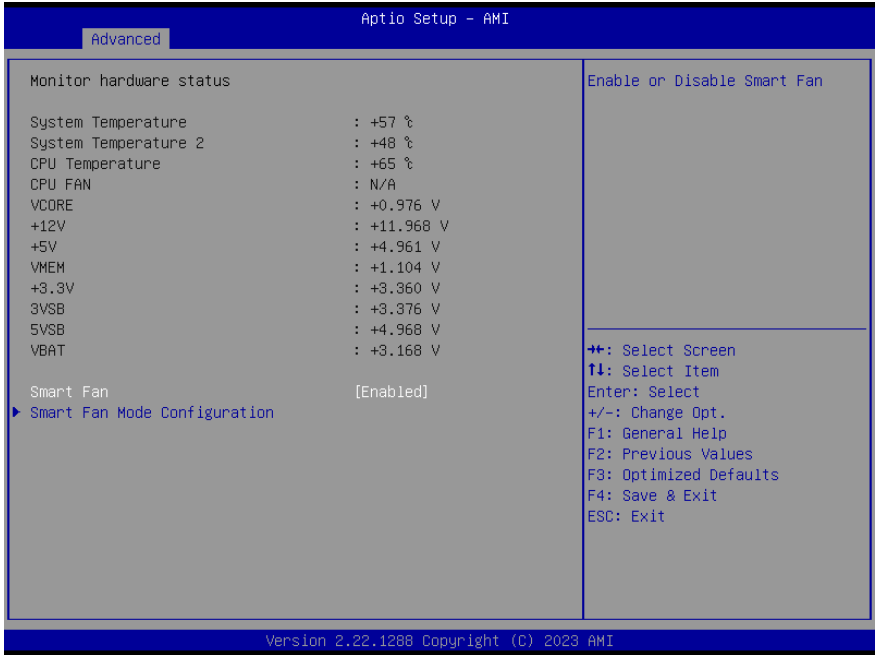 Aptio Setup – AMI
Advanced
Monitor hardware status
System Temperature : +57 ℃
System Temperature 2 : +48 ℃
CPU Temperature : +65 ℃
CPU FAN : N/A
VCORE : +0.976 V
+12V : +11.968 V
+5V : +4.961 V
VMEM : +1.104 V
+3.3V : +3.360 V
3VSB : +3.376 V
5VSB : +4.968 V
VBAT : +3.168 V
Smart Fan [Enabled]
Smart Fan Mode Configuration
Enable or Disable Smart Fan
→←: Select Screen
↑↓: Select Item
Enter: Select
+/-: Change Opt.
F1: General Help
F2: Previous Values
F3: Optimized Defaults
F4: Save & Exit
ESC: Exit
Version 2.22.1288 Copyright (C) 2023 AMI